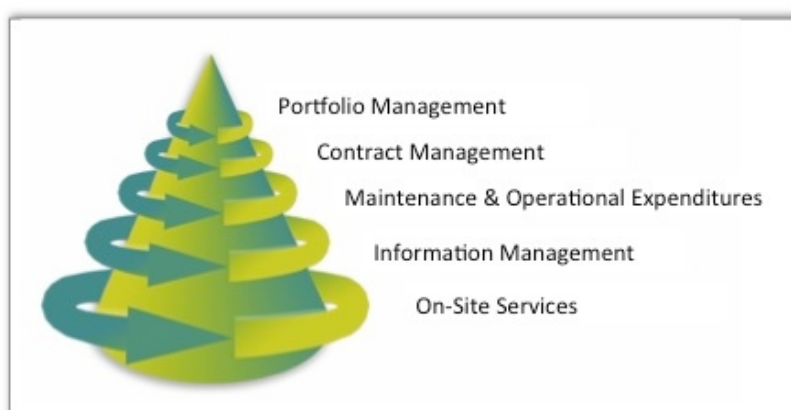 Portfolio Management
Contract Management
Maintenance & Operational Expenditures
Information Management
On-Site Services